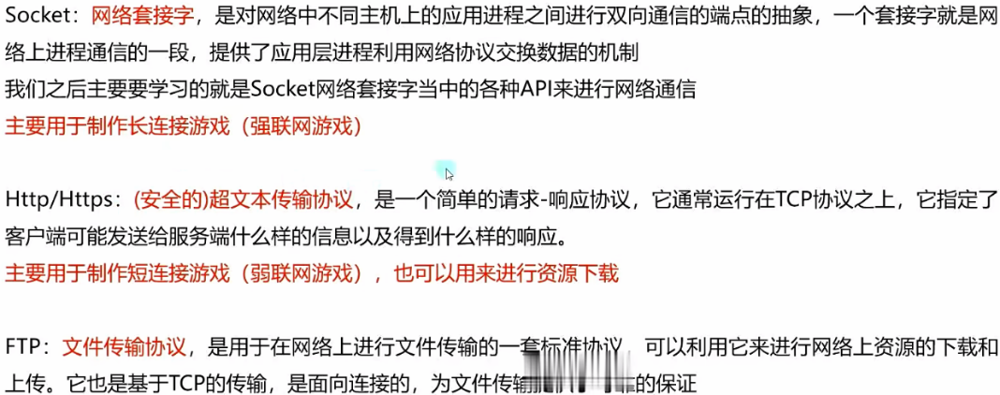 Socket：网络套接字，是对网络中不同主机上的应用进程之间进行双向通信的端点的抽象，一个套接字就是网
络上进程通信的一段，提供了应用层进程利用网络协议交换数据的机制
我们之后主要要学习的就是Socket网络套接字当中的各种API来进行网络通信
主要用于制作长连接游戏（强联网游戏）
Http/Https：(安全的)超文本传输协议，是一个简单的请求-响应协议，它通常运行在TCP协议之上，它指定了
客户端可能发送给服务端什么样的信息以及得到什么样的响应。
主要用于制作短连接游戏（弱联网游戏），也可以用来进行资源下载
FTP：文件传输协议，是用于在网络上进行文件传输的一套标准协议，可以利用它来进行网络上资源的下载和
上传。它也是基于TCP的传输，是面向连接的，为文件传输的保证